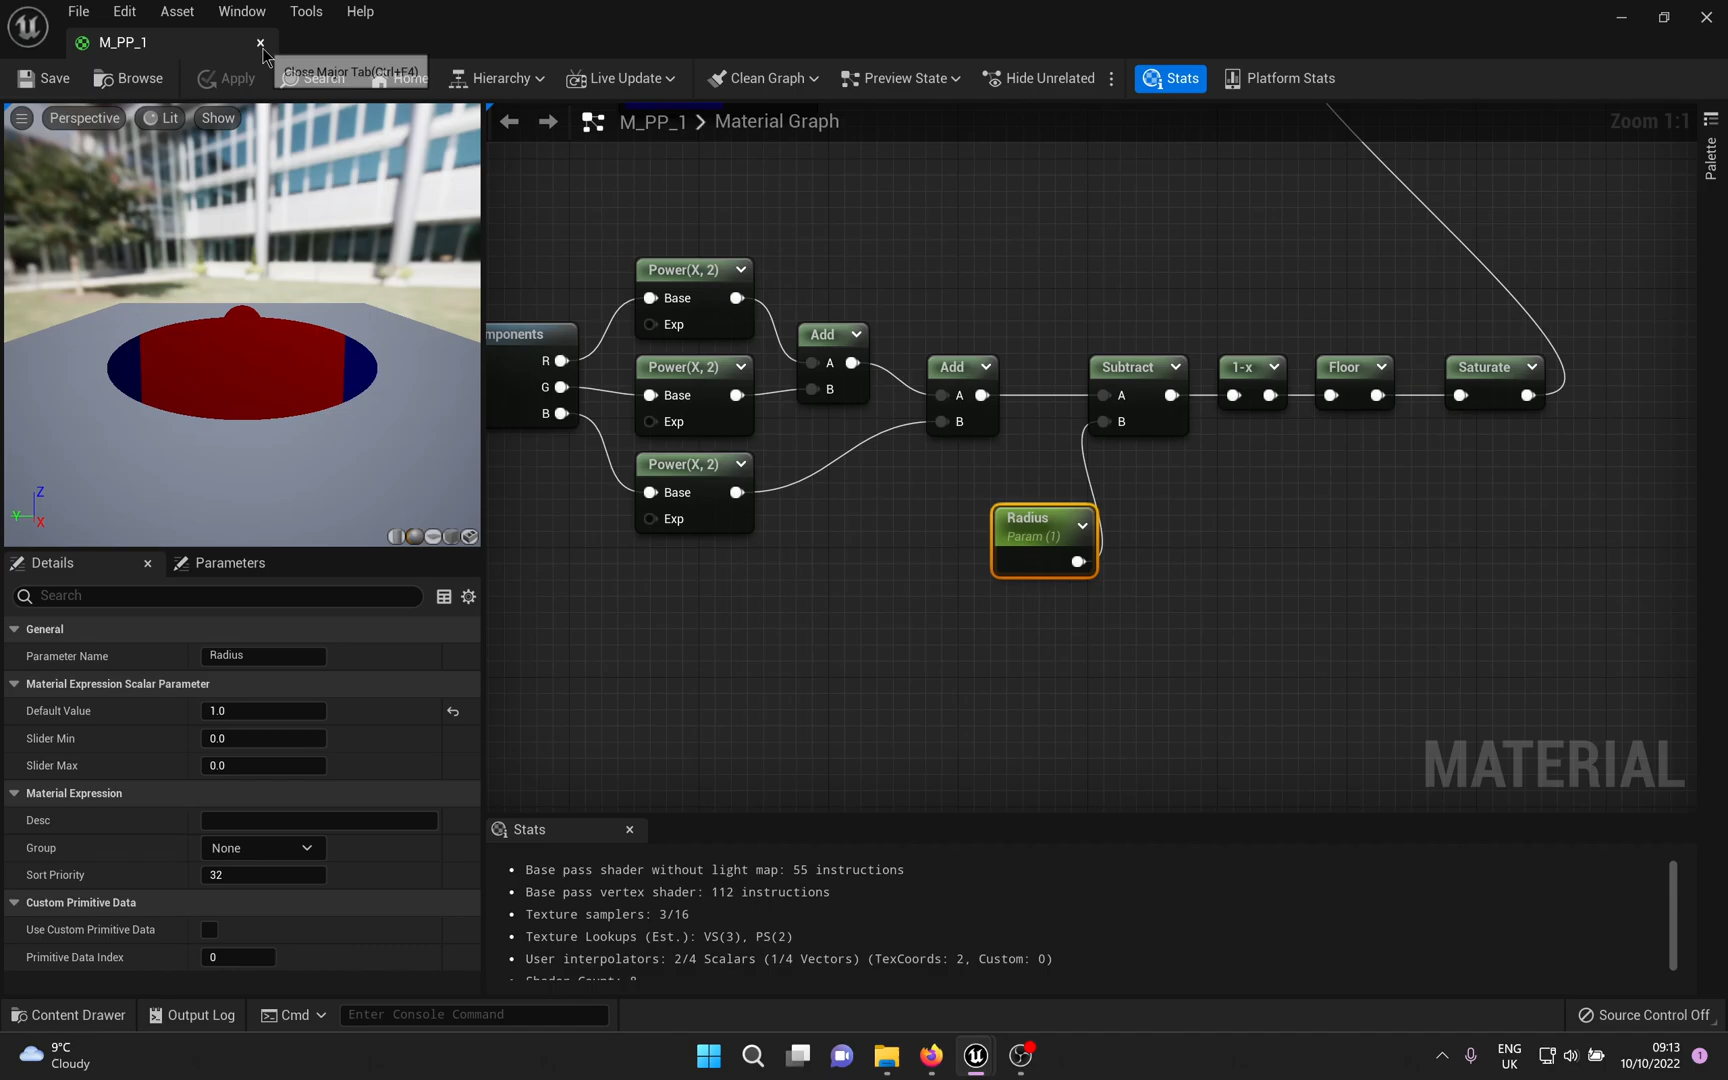 File Edit Asset Window Tools Help
M_PP_1
Close Major Tab(Ctrl+F4)
Save Browse Apply Search Home Hierarchy Live Update Clean Graph Preview State Hide Unrelated Stats Platform Stats
Perspective Lit Show
M_PP_1 > Material Graph
Zoom 1:1
Palette
Power(X, 2)
Base
Exp
Add
A
B
mponents
R
G
B
Power(X, 2)
Base
Exp
Add
A
B
Subtract
A
B
1-x
Floor
Saturate
Power(X, 2)
Base
Exp
Radius
Param (1)
MATERIAL
Z
Y
X
Details Parameters
Search
General
Parameter Name Radius
Material Expression Scalar Parameter
Default Value 1.0
Slider Min 0.0
Slider Max 0.0
Material Expression
Desc
Group None
Sort Priority 32
Custom Primitive Data
Use Custom Primitive Data
Primitive Data Index 0
Stats
• Base pass shader without light map: 55 instructions
• Base pass vertex shader: 112 instructions
• Texture samplers: 3/16
• Texture Lookups (Est.): VS(3), PS(2)
• User interpolators: 2/4 Scalars (1/4 Vectors) (TexCoords: 2, Custom: 0)
Content Drawer Output Log Cmd Enter Console Command Source Control Off
9°C
Cloudy
ENG
UK
09:13
10/10/2022
1